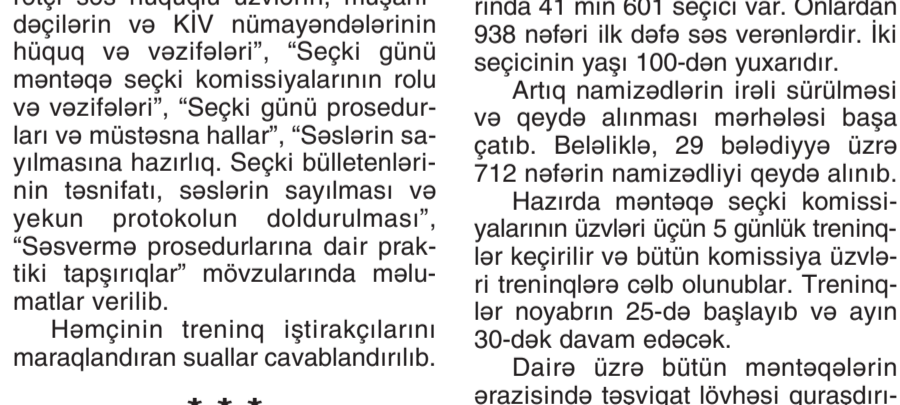 dəçilərin və KİV nümayəndələrinin
hüquq və vəzifələri”, “Seçki günü
məntəqə seçki komissiyalarının rolu
və vəzifələri”, “Seçki günü prosedur-
ları və müstəsna hallar”, “Səslərin sa-
yılmasına hazırlıq. Seçki bülletenləri-
nin təsnifatı, səslərin sayılması və
yekun protokolun doldurulması”,
“Səsvermə prosedurlarına dair prak-
tiki tapşırıqlar” mövzularında məlu-
matlar verilib.
Həmçinin treninq iştirakçılarını
maraqlandıran suallar cavablandırılıb.
* * *
rında 41 min 601 seçici var. Onlardan
938 nəfəri ilk dəfə səs verənlərdir. İki
seçicinin yaşı 100-dən yuxarıdır.
Artıq namizədlərin irəli sürülməsi
və qeydə alınması mərhələsi başa
çatıb. Beləliklə, 29 bələdiyyə üzrə
712 nəfərin namizədliyi qeydə alınıb.
Hazırda məntəqə seçki komissi-
yalarının üzvləri üçün 5 günlük treninq-
lər keçirilir və bütün komissiya üzvlə-
ri treninqlərə cəlb olunublar. Treninq-
lər noyabrın 25-də başlayıb və ayın
30-dək davam edəcək.
Dairə üzrə bütün məntəqələrin
ərazisində təşviqat lövhəsi quraşdırı-